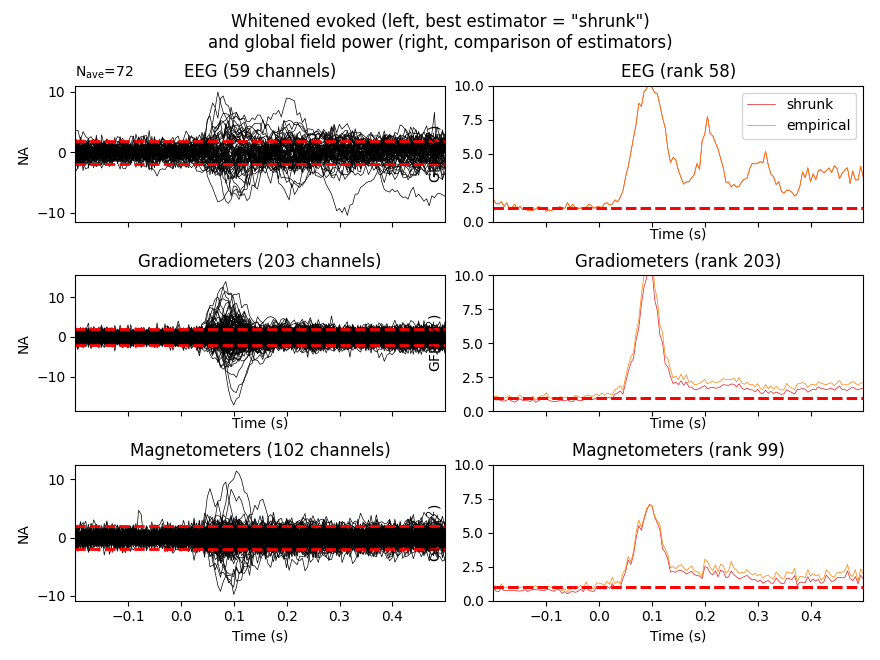 Whitened evoked (left, best estimator = "shrunk")
and global field power (right, comparison of estimators)
Nave=72
EEG (59 channels)
10
0
−10
NA
EEG (rank 58)
shrunk
empirical
10.0
7.5
5.0
2.5
0.0
Time (s)
Gradiometers (203 channels)
10
0
−10
NA
Time (s)
Gradiometers (rank 203)
10.0
7.5
5.0
2.5
0.0
Time (s)
Magnetometers (102 channels)
10
0
−10
NA
−0.1 0.0 0.1 0.2 0.3 0.4
Time (s)
Magnetometers (rank 99)
10.0
7.5
5.0
2.5
0.0
−0.1 0.0 0.1 0.2 0.3 0.4
Time (s)